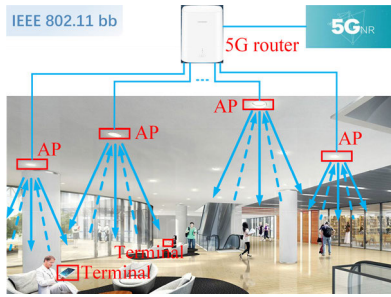 IEEE 802.11 bb
5G NR
5G router
AP
AP
AP
AP
Terminal
Terminal